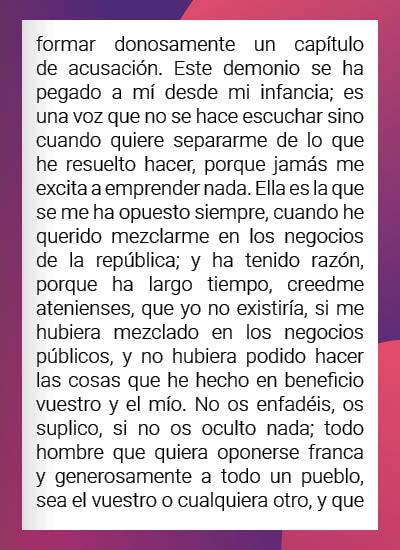 formar donosamente un capítulo
de acusación. Este demonio se ha
pegado a mí desde mi infancia; es
una voz que no se hace escuchar sino
cuando quiere separarme de lo que
he resuelto hacer, porque jamás me
excita a emprender nada. Ella es la que
se me ha opuesto siempre, cuando he
querido mezclarme en los negocios
de la república; y ha tenido razón,
porque ha largo tiempo, creedme
atenienses, que yo no existiría, si me
hubiera mezclado en los negocios
públicos, y no hubiera podido hacer
las cosas que he hecho en beneficio
vuestro y el mío. No os enfadéis, os
suplico, si no os oculto nada; todo
hombre que quiera oponerse franca
y generosamente a todo un pueblo,
sea el vuestro o cualquiera otro, y que